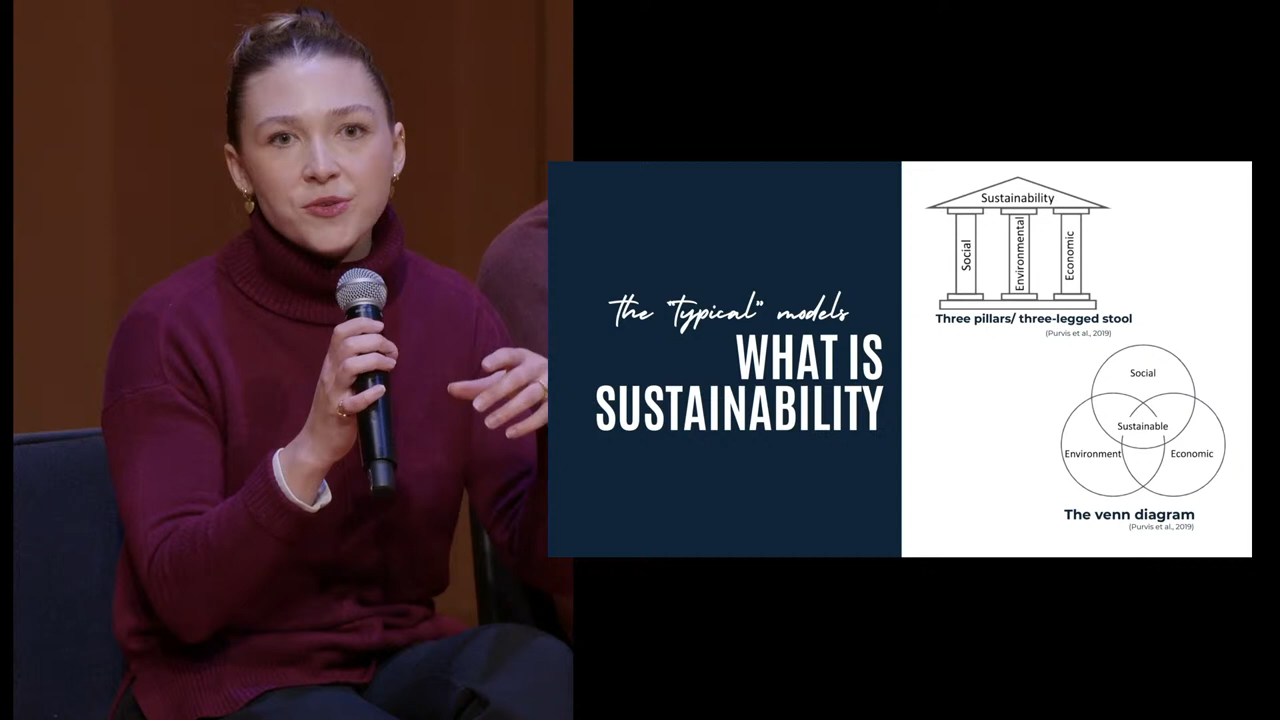 the "typical" models
WHAT IS
SUSTAINABILITY
Sustainability
Social
Environmental
Economic
Three pillars/ three-legged stool
(Purvis et al., 2019)
Social
Sustainable
Environment
Economic
The venn diagram
(Purvis et al., 2019)